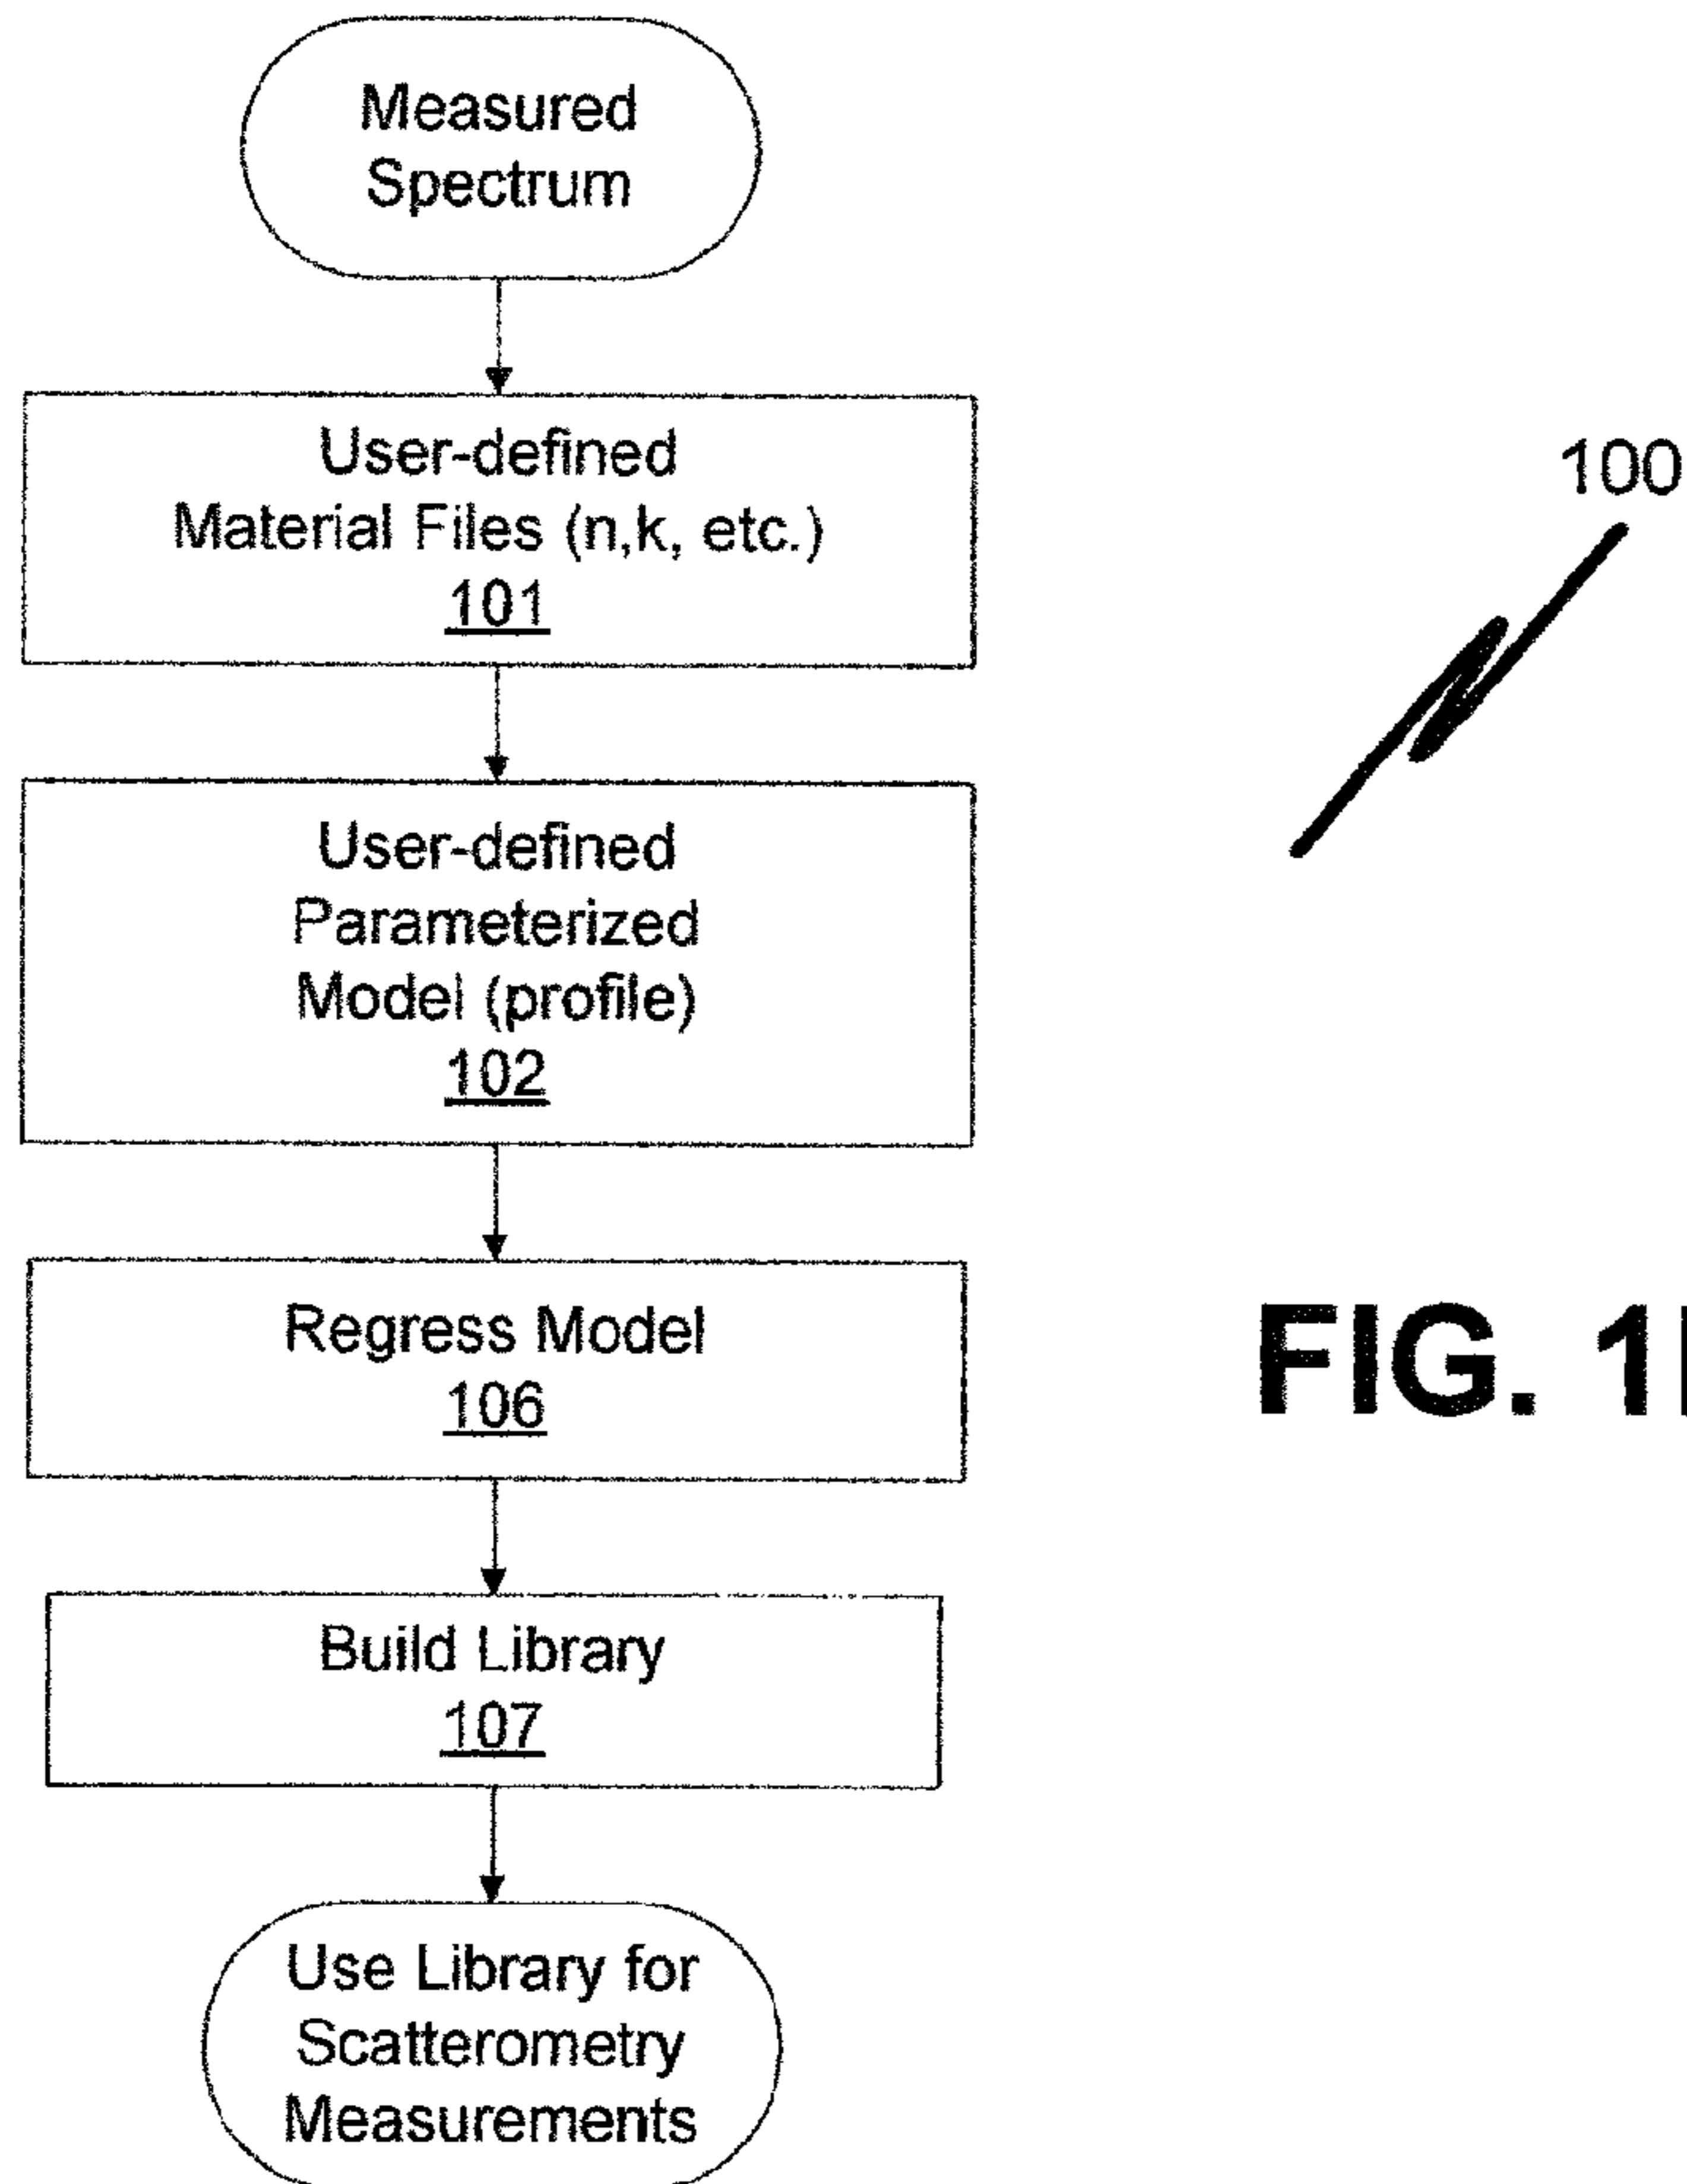 Measured
Spectrum
User-defined
Material Files (n,k, etc.)
101
100
User-defined
Parameterized
Model (profile)
102
Regress Model
106
FIG. 1
Build Library
107
Use Library for
Scatterometry
Measurements